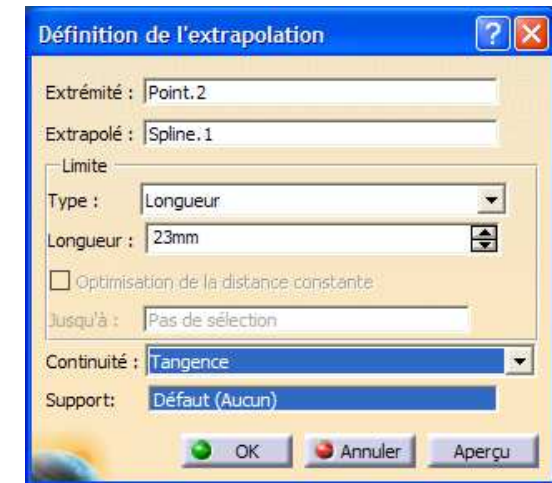 Définition de l'extrapolation
Extrémité : Point.2
Extrapolé : Spline.1
Limite
Type : Longueur
Longueur : 23mm
Optimisation de la distance constante
Jusqu'à : Pas de sélection
Continuité : Tangence
Support: Défaut (Aucun)
OK Annuler Aperçu